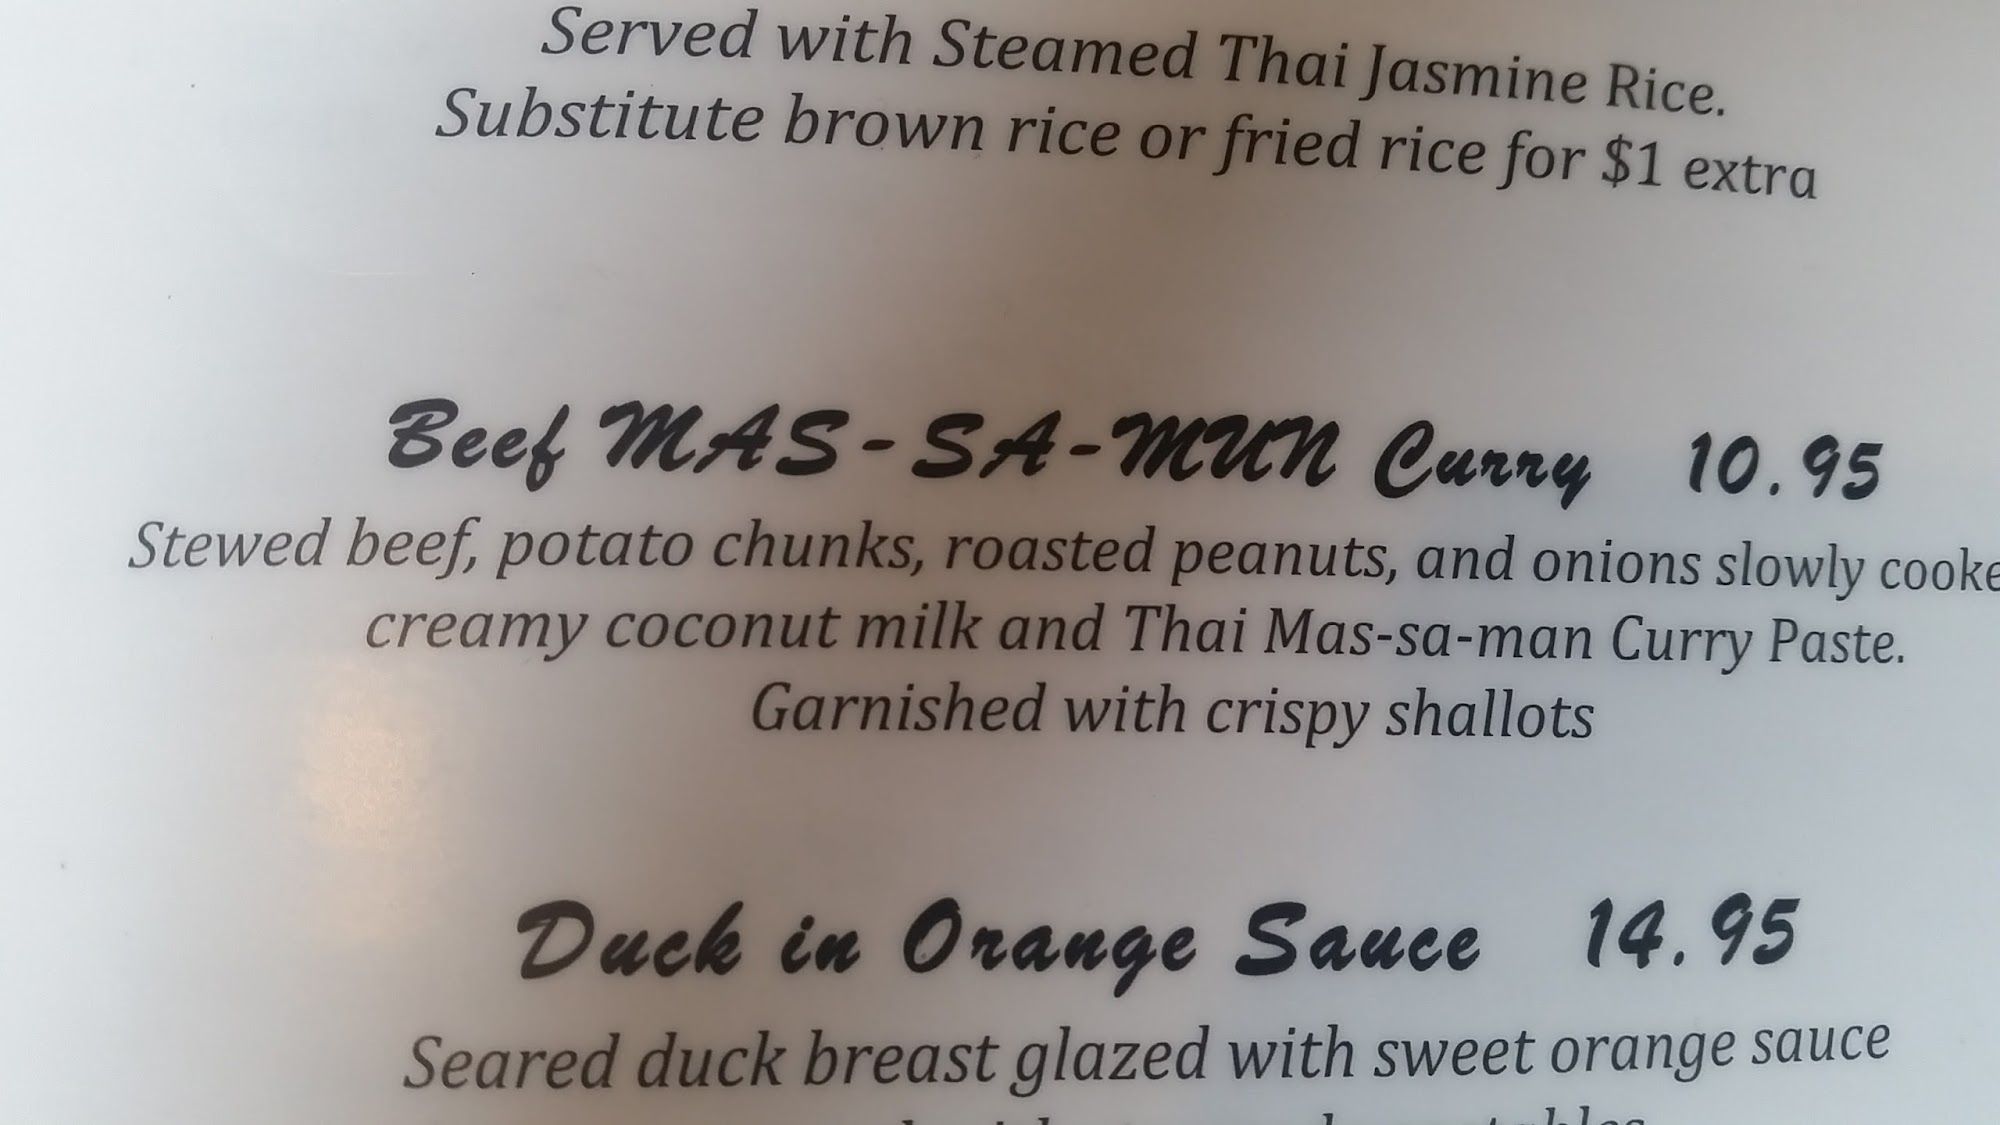 Served with Steamed Thai Jasmine Rice.
Substitute brown rice or fried rice for $1 extra
Beef MAS-SA-MUN Curry 10.95
Stewed beef, potato chunks, roasted peanuts, and onions slowly cooke
creamy coconut milk and Thai Mas-sa-man Curry Paste.
Garnished with crispy shallots
Duck in Orange Sauce 14.95
Seared duck breast glazed with sweet orange sauce